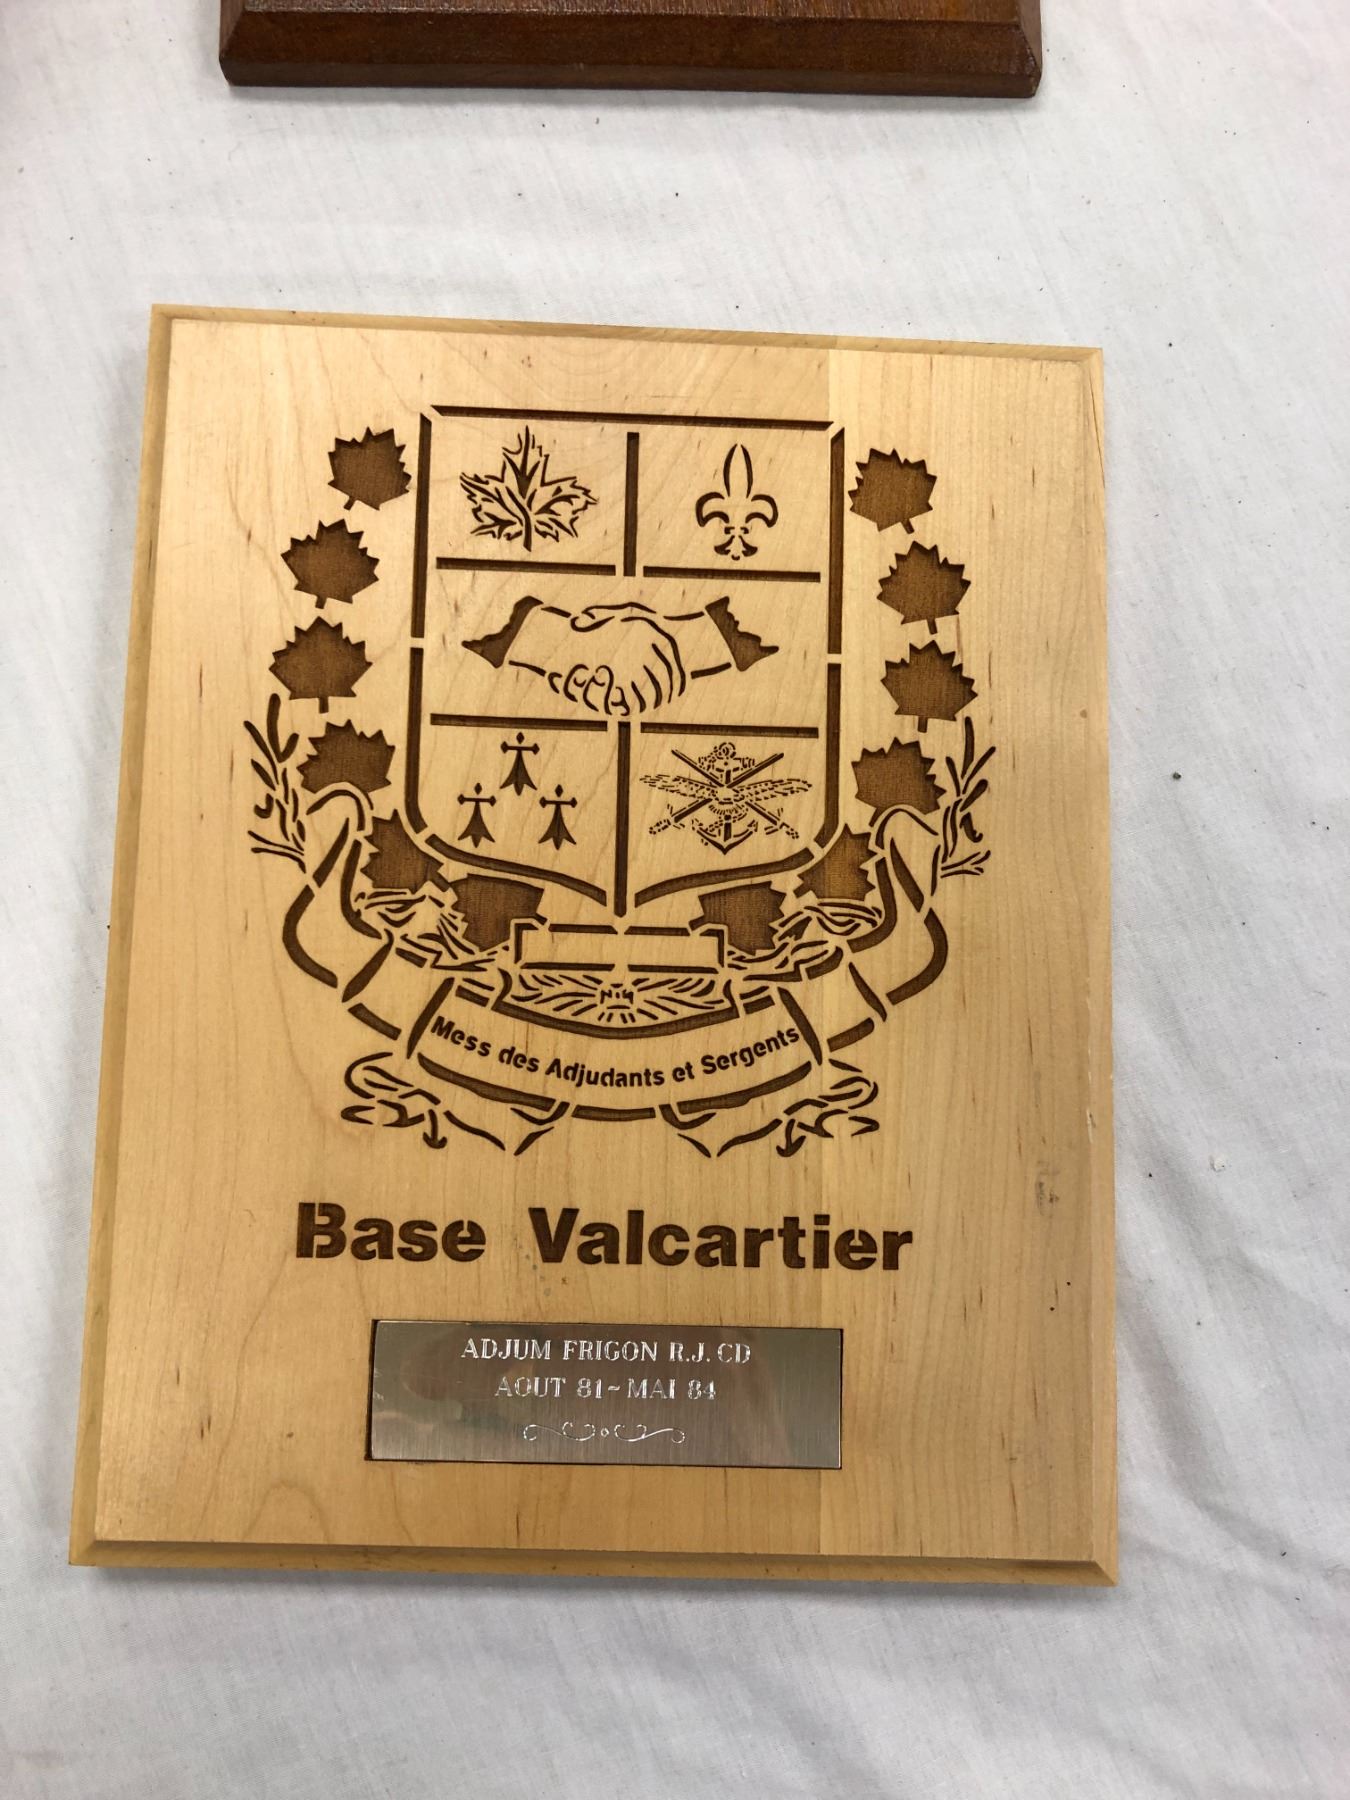 Mess des Adjudants et Sergents
Base Valcartier
ADJUM FRIGON R.J. CD
AOUT 81~MAI 84